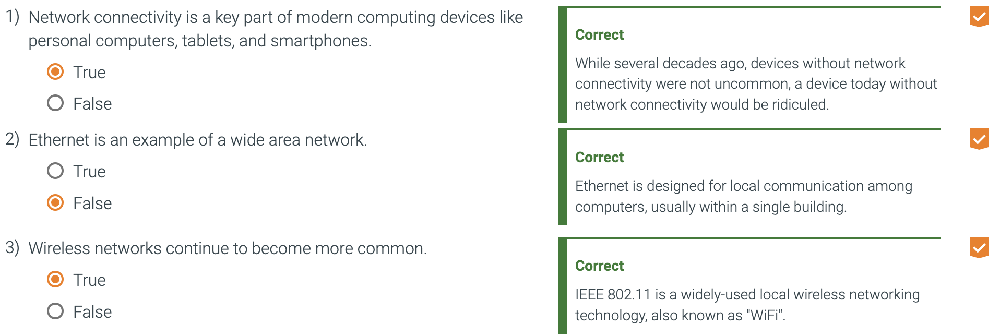 1) Network connectivity is a key part of modern computing devices like
personal computers, tablets, and smartphones.
True
False
Correct
While several decades ago, devices without network
connectivity were not uncommon, a device today without
network connectivity would be ridiculed.
2) Ethernet is an example of a wide area network.
True
False
Correct
Ethernet is designed for local communication among
computers, usually within a single building.
3) Wireless networks continue to become more common.
True
False
Correct
IEEE 802.11 is a widely-used local wireless networking
technology, also known as "WiFi".